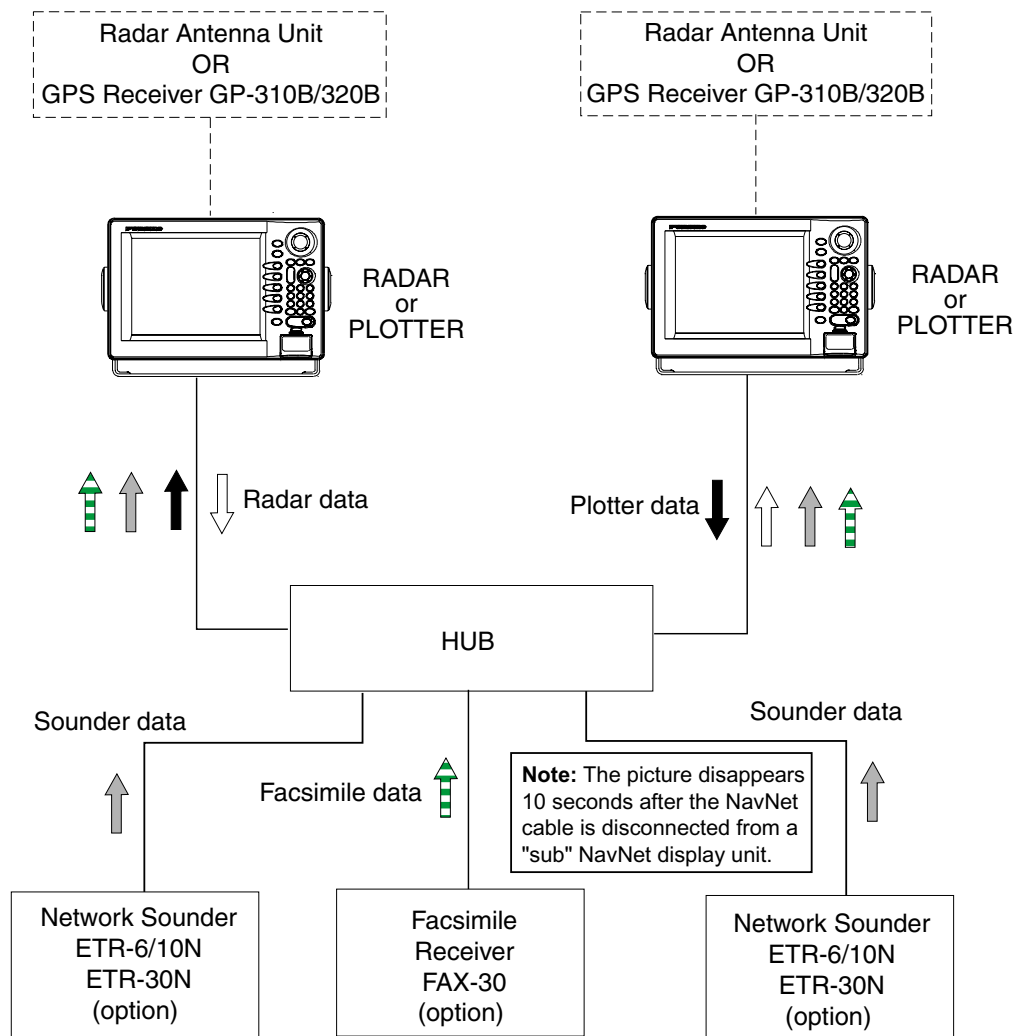 Radar Antenna Unit
OR
GPS Receiver GP-310B/320B
Radar Antenna Unit
OR
GPS Receiver GP-310B/320B
RADAR
or
PLOTTER
RADAR
or
PLOTTER
Radar data
Plotter data
HUB
Sounder data
Sounder data
Facsimile data
Note: The picture disappears
10 seconds after the NavNet
cable is disconnected from a
"sub" NavNet display unit.
Network Sounder
ETR-6/10N
ETR-30N
(option)
Facsimile
Receiver
FAX-30
(option)
Network Sounder
ETR-6/10N
ETR-30N
(option)